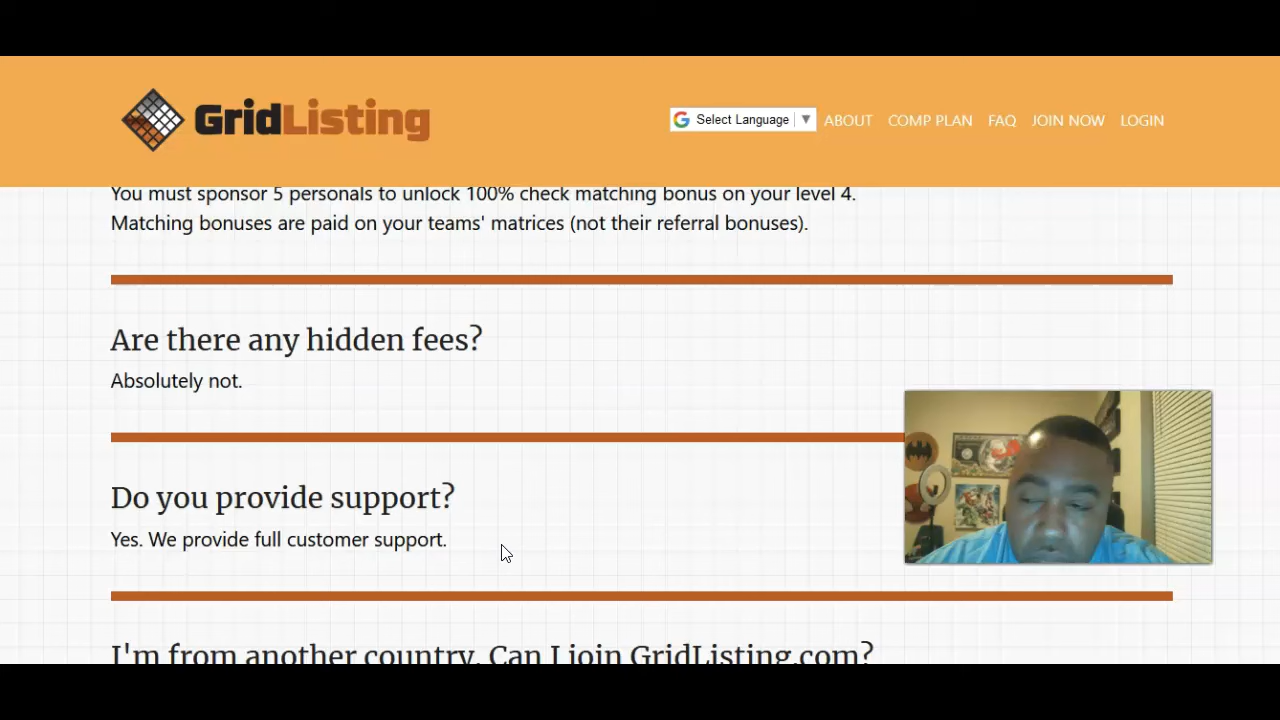 GridListing
Select Language ▼
ABOUT
COMP PLAN
FAQ
JOIN NOW
LOGIN
You must sponsor 5 personals to unlock 100% check matching bonus on your level 4.
Matching bonuses are paid on your teams' matrices (not their referral bonuses).
Are there any hidden fees?
Absolutely not.
Do you provide support?
Yes. We provide full customer support.
I'm from another country. Can I join GridListing.com?